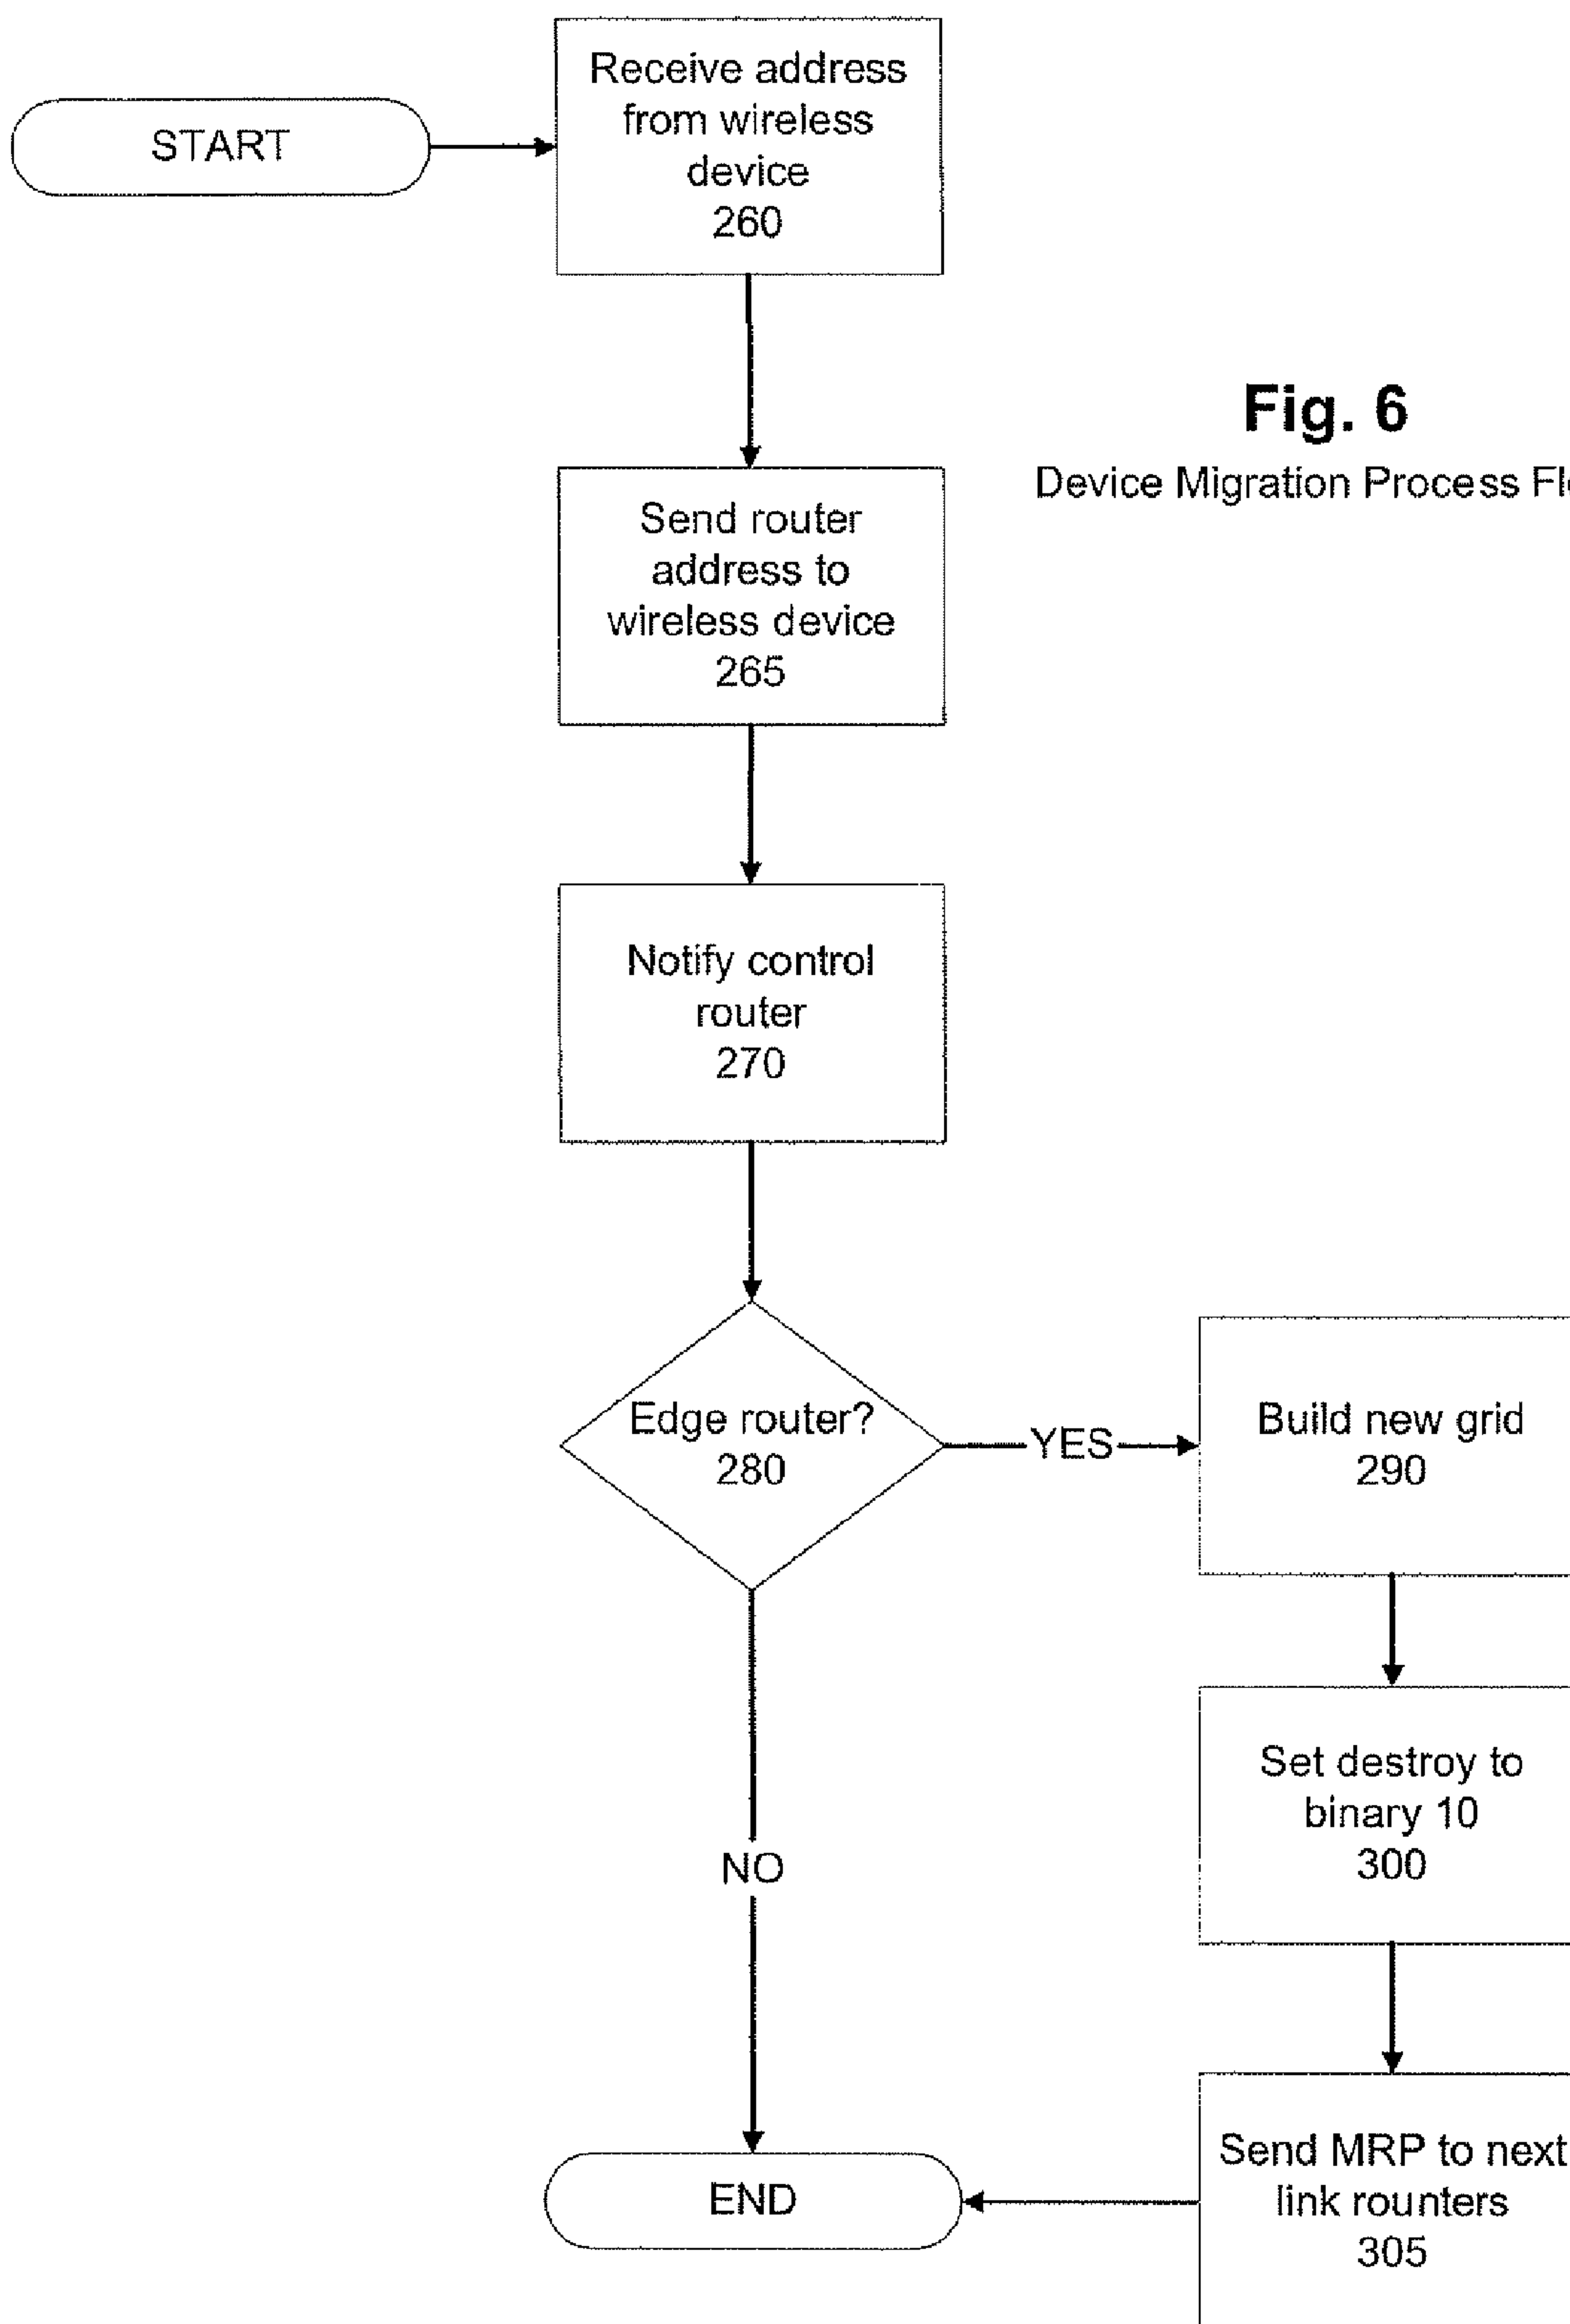 START
Receive address
from wireless
device
260
Fig. 6
Device Migration Process
Send router
address to
wireless device
265
Notify control
router
270
Edge router?
280
YES
Build new grid
290
Set destroy to
binary 10
300
NO
Send MRP to next
link rounters
305
END